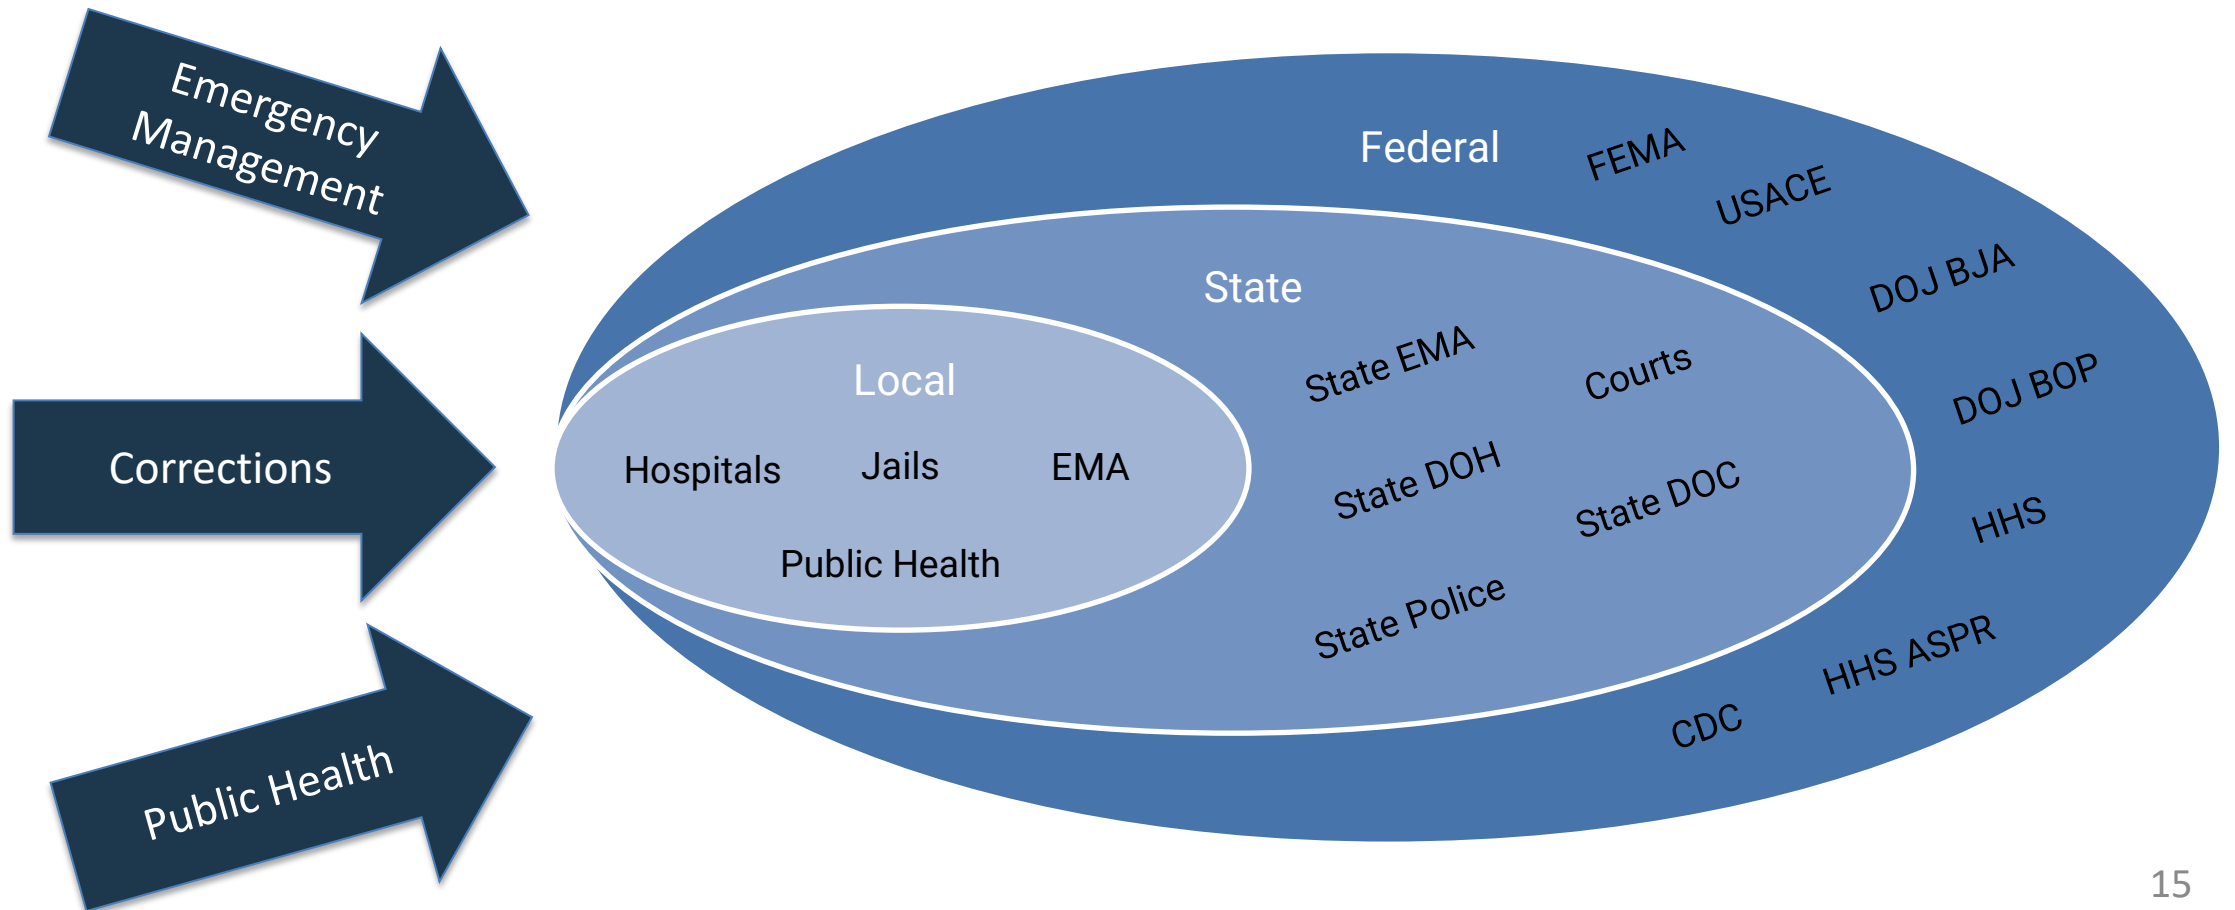 Emergency
Management
Corrections
Public Health
Federal
FEMA
USACE
DOJ BJA
DOJ BOP
HHS
HHS ASPR
CDC
State
State EMA
Courts
State DOH
State DOC
State Police
Local
Hospitals
Jails
EMA
Public Health
15